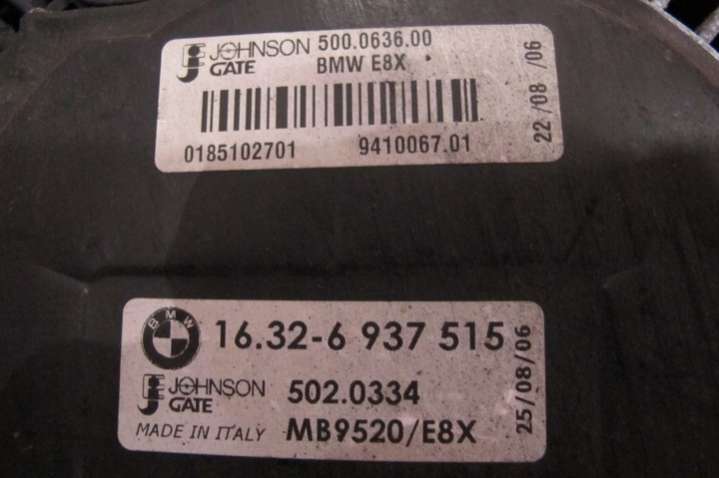 JOHNSON 500.0636.00
GATE BMW E8X
0185102701 9410067.01
22/08/06
BMW
16.32-6 937 515
JOHNSON 502.0334
GATE
MADE IN ITALY MB9520/E8X
25/08/06